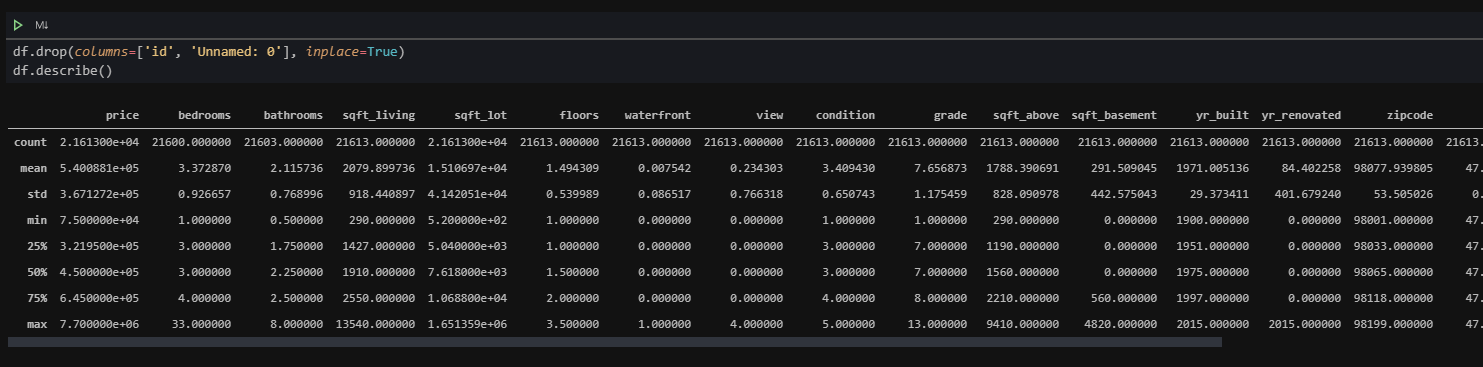 M↓
df.drop(columns=['id', 'Unnamed: 0'], inplace=True)
df.describe()
price bedrooms bathrooms sqft_living sqft_lot floors waterfront view condition grade sqft_above sqft_basement yr_built yr_renovated zipcode
count 2.161300e+04 21600.000000 21603.000000 21613.000000 2.161300e+04 21613.000000 21613.000000 21613.000000 21613.000000 21613.000000 21613.000000 21613.000000 21613.000000 21613.000000 21613.000000 21613.
mean 5.400881e+05 3.372870 2.115736 2079.899736 1.510697e+04 1.494309 0.007542 0.234303 3.409430 7.656873 1788.390691 291.509045 1971.005136 84.402258 98077.939805 47.
std 3.671272e+05 0.926657 0.768996 918.440897 4.142051e+04 0.539989 0.086517 0.766318 0.650743 1.175459 828.090978 442.575043 29.373411 401.679240 53.505026 0.
min 7.500000e+04 1.000000 0.500000 290.000000 5.200000e+02 1.000000 0.000000 0.000000 1.000000 1.000000 290.000000 0.000000 1900.000000 0.000000 98001.000000 47.
25% 3.219500e+05 3.000000 1.750000 1427.000000 5.040000e+03 1.000000 0.000000 0.000000 3.000000 7.000000 1190.000000 0.000000 1951.000000 0.000000 98033.000000 47.
50% 4.500000e+05 3.000000 2.250000 1910.000000 7.618000e+03 1.500000 0.000000 0.000000 3.000000 7.000000 1560.000000 0.000000 1975.000000 0.000000 98065.000000 47.
75% 6.450000e+05 4.000000 2.500000 2550.000000 1.068800e+04 2.000000 0.000000 0.000000 4.000000 8.000000 2210.000000 560.000000 1997.000000 0.000000 98118.000000 47.
max 7.700000e+06 33.000000 8.000000 13540.000000 1.651359e+06 3.500000 1.000000 4.000000 5.000000 13.000000 9410.000000 4820.000000 2015.000000 2015.000000 98199.000000 47.